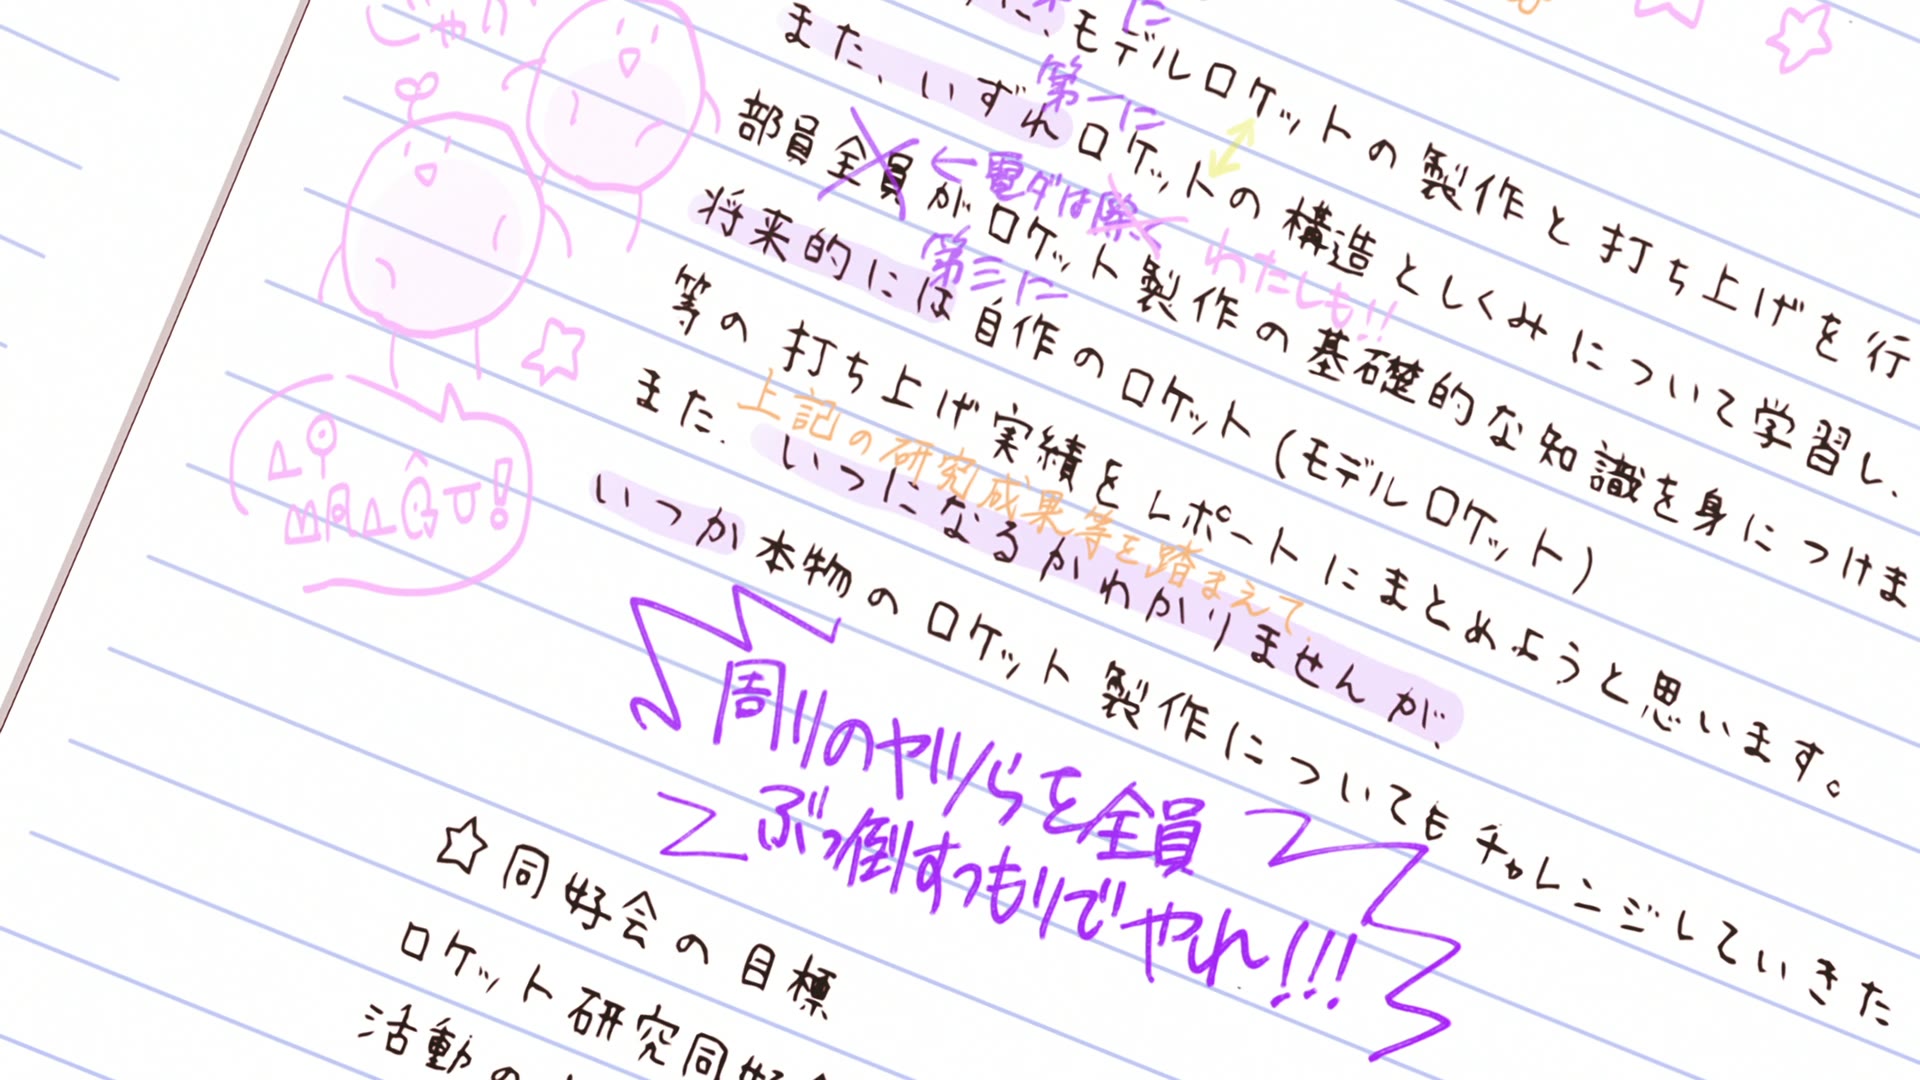 じゃん
に、モデルロケットの製作と打ち上げを行
に
また、いずれロケットの構造としくみについて学習し、
第一に
部員全員がロケット製作の基礎的な知識を身につけま
←電ダは除く
わたしも!!
将来的には自作のロケット(モデルロケット)
第三に
等の打ち上げ実績をレポートにまとめようと思います。
また、いつになるかわかりませんが、
上記の研究成果等を踏まえて、
いつか本物のロケット製作についてもチャレンジしていきた
周りのヤツらを全員
ぶっ倒すつもりでやれ!!!
☆同好会の目標
ロケット研究同好会
活動の